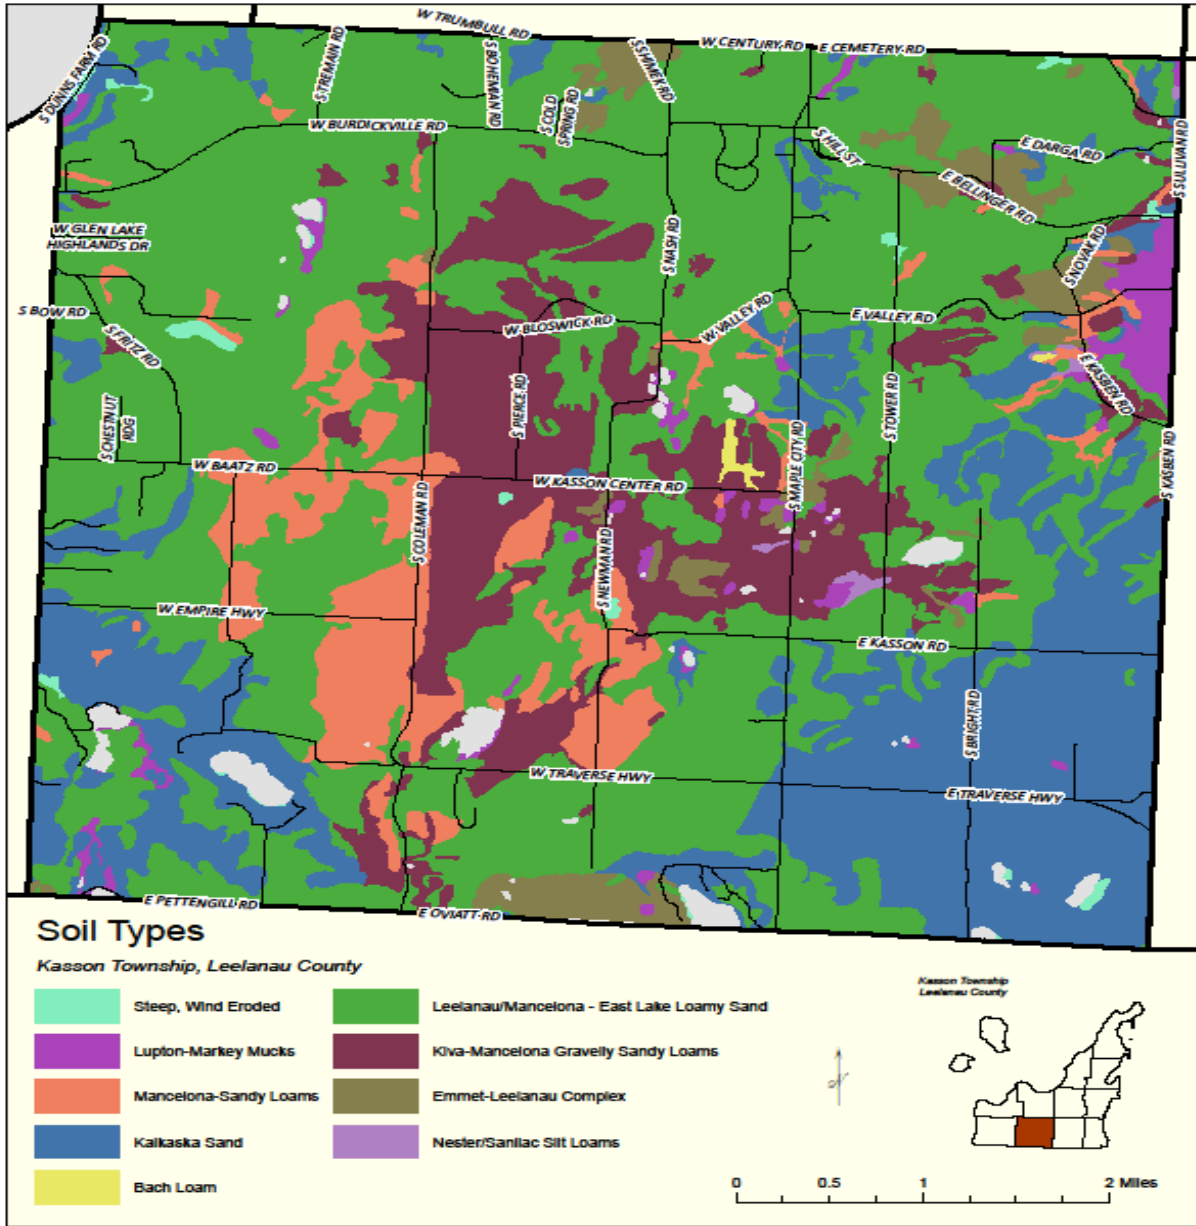 W TRUMBULL RD
W CENTURY RD
E CEMETERY RD
S DUNNS FARM RD
S TREMAIN RD
S BOHEMIAN RD
S SHIMEK RD
S COLD
SPRING RD
W BURDICKVILLE RD
S HILL ST
E DARGA RD
S SULLIVAN RD
E BELLINGER RD
W GLEN LAKE
HIGHLANDS DR
S NASH RD
S NOVAK RD
S BOW RD
S FRITZ RD
W BLOSWICK RD
W VALLEY RD
E VALLEY RD
E KASBEN RD
S PIERCE RD
S TOWER RD
S CHESTNUT
RDG
S MAPLE CITY RD
S KASBEN RD
W BAATZ RD
W KASSON CENTER RD
S COLEMAN RD
S NEWMAN RD
W EMPIRE HWY
E KASSON RD
S BRIGHT RD
W TRAVERSE HWY
E TRAVERSE HWY
E PETTENGILL RD
E OVIATT RD
Soil Types
Kasson Township, Leelanau County
Steep, Wind Eroded
Lupton-Markey Mucks
Mancelona-Sandy Loams
Kalkaska Sand
Bach Loam
Leelanau/Mancelona - East Lake Loamy Sand
Kiva-Mancelona Gravelly Sandy Loams
Emmet-Leelanau Complex
Nester/Sanilac Silt Loams
N
Kasson Township
Leelanau County
0 0.5 1 2 Miles